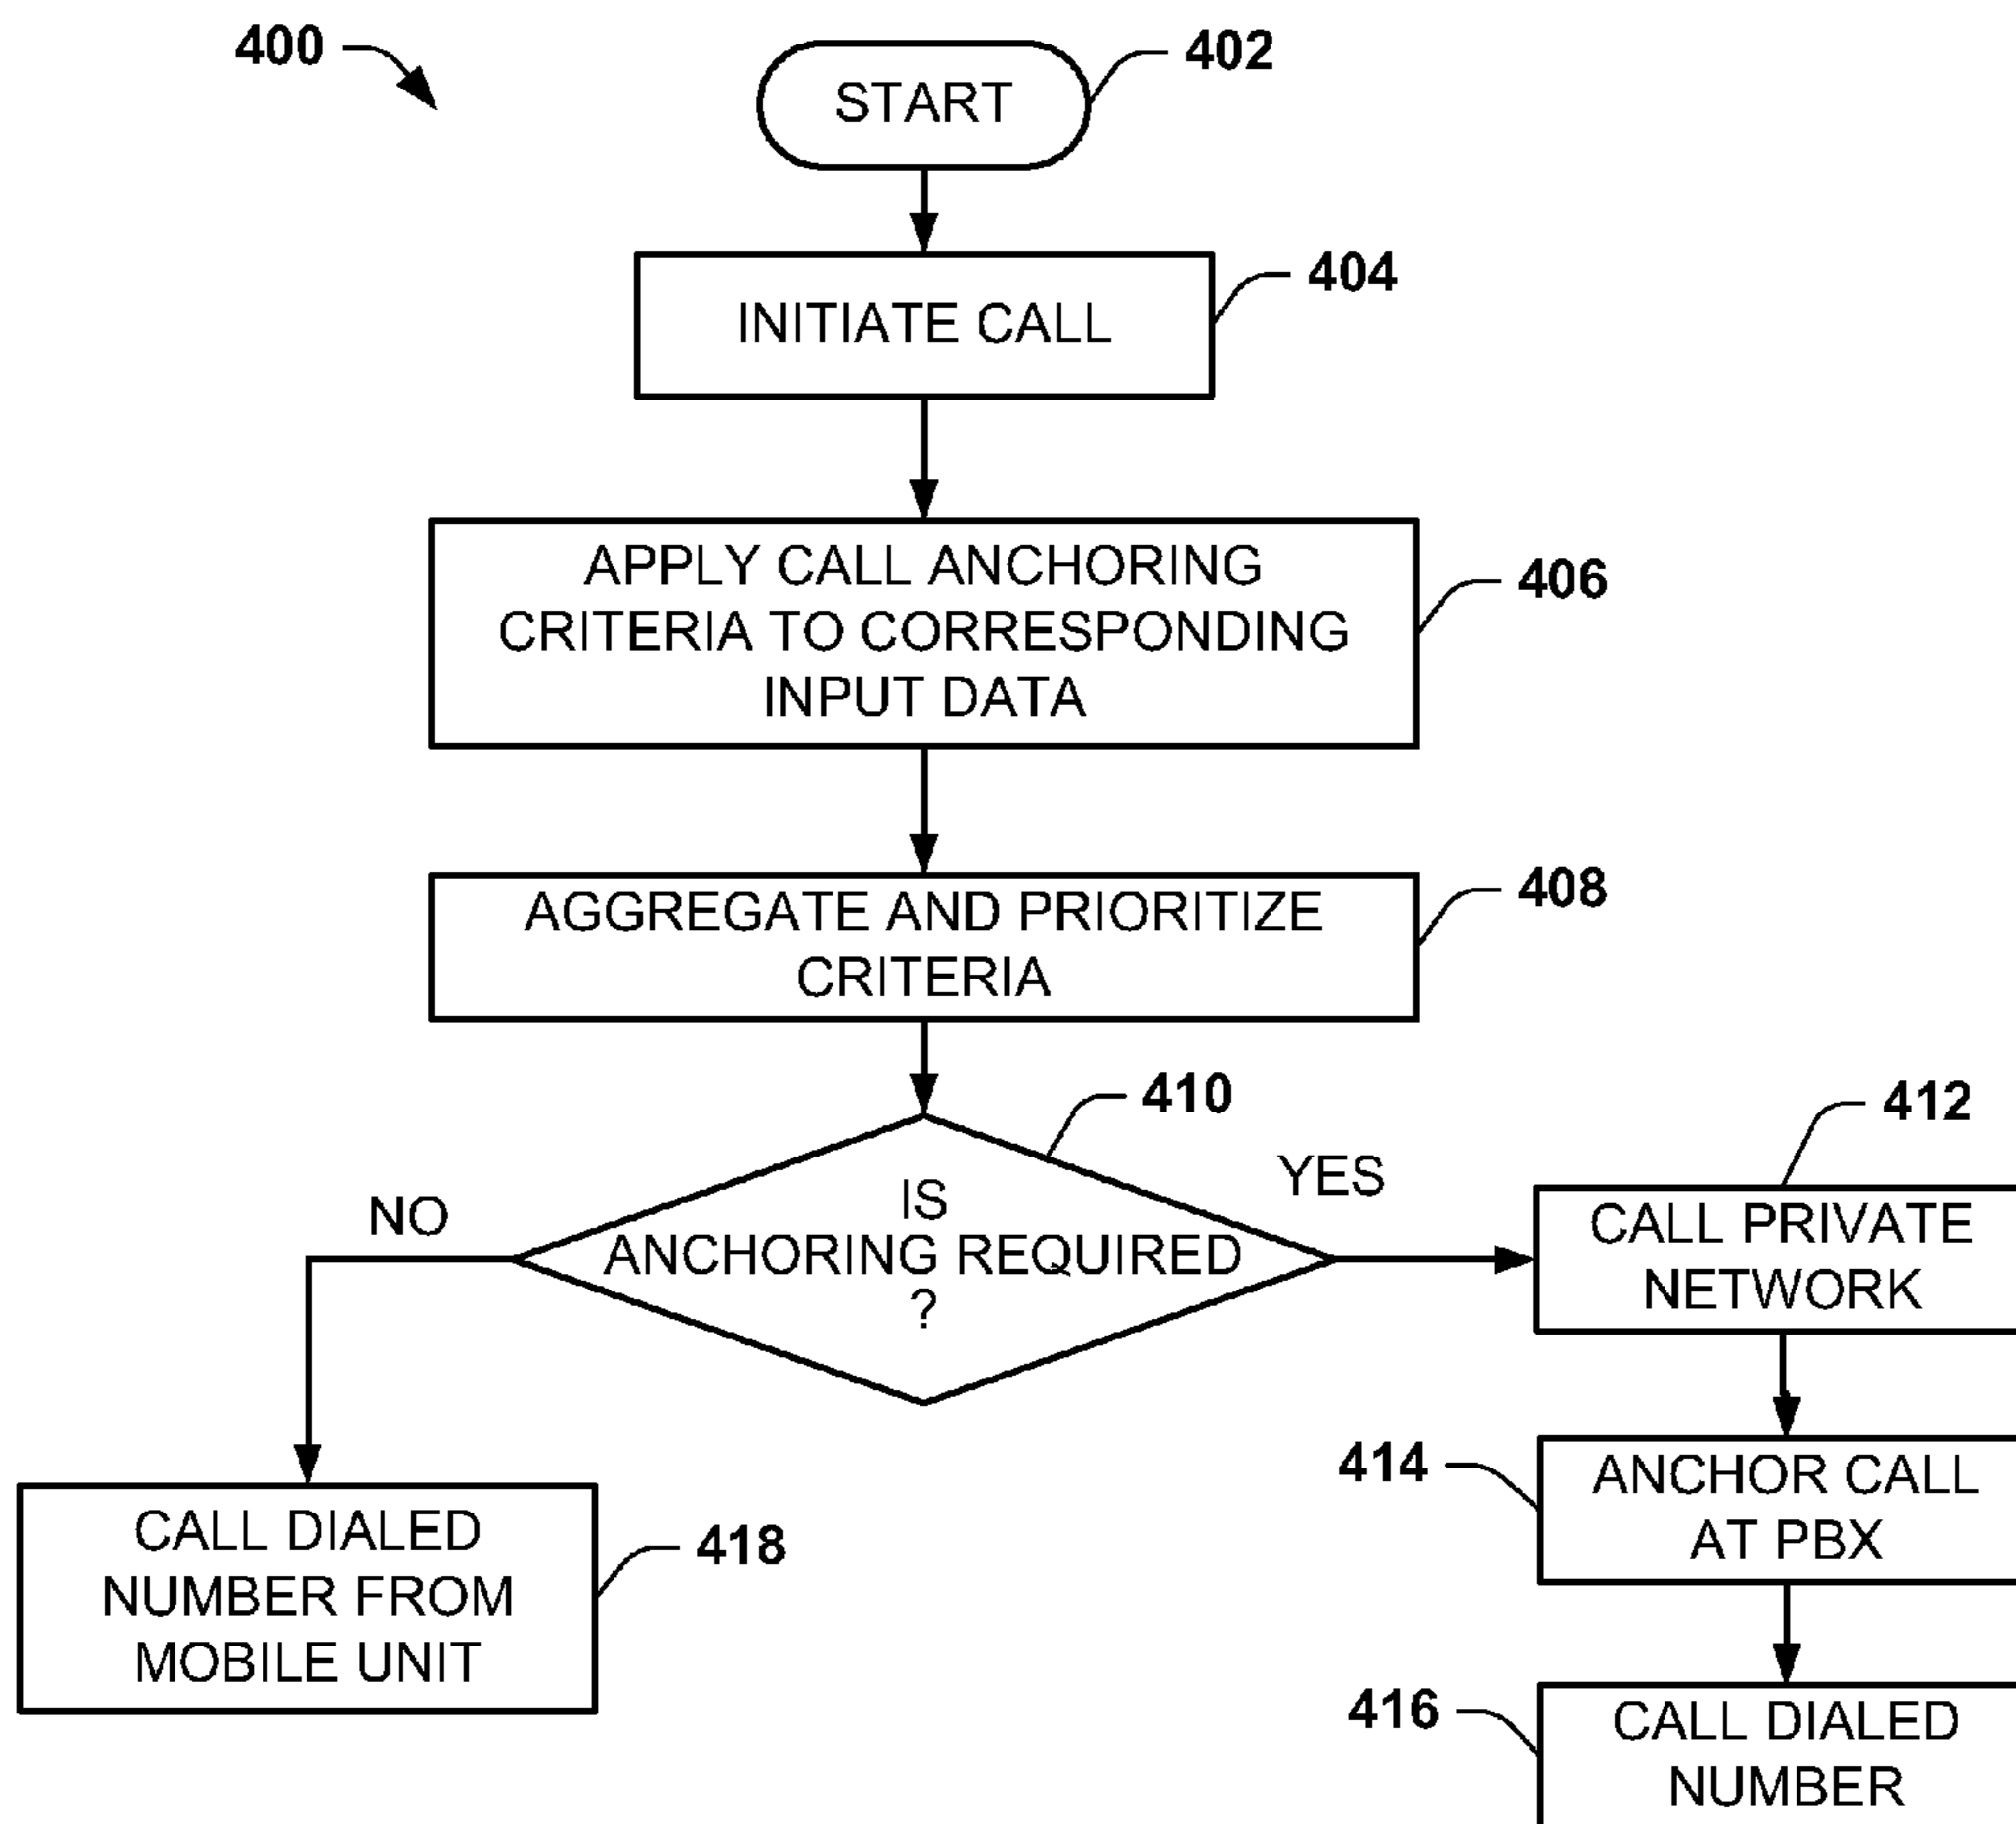 400
START
402
INITIATE CALL
404
APPLY CALL ANCHORING
CRITERIA TO CORRESPONDING
INPUT DATA
406
AGGREGATE AND PRIORITIZE
CRITERIA
408
410
IS
ANCHORING REQUIRED
?
NO
YES
412
CALL PRIVATE
NETWORK
414
ANCHOR CALL
AT PBX
416
CALL DIALED
NUMBER
CALL DIALED
NUMBER FROM
MOBILE UNIT
418